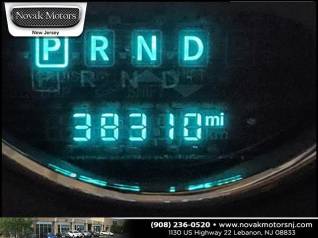 Novak Motors
New Jersey
P R N D
38310 mi
(908) 236-0520 • www.novakmotorsnj.com
1130 US Highway 22 Lebanon, NJ 08833